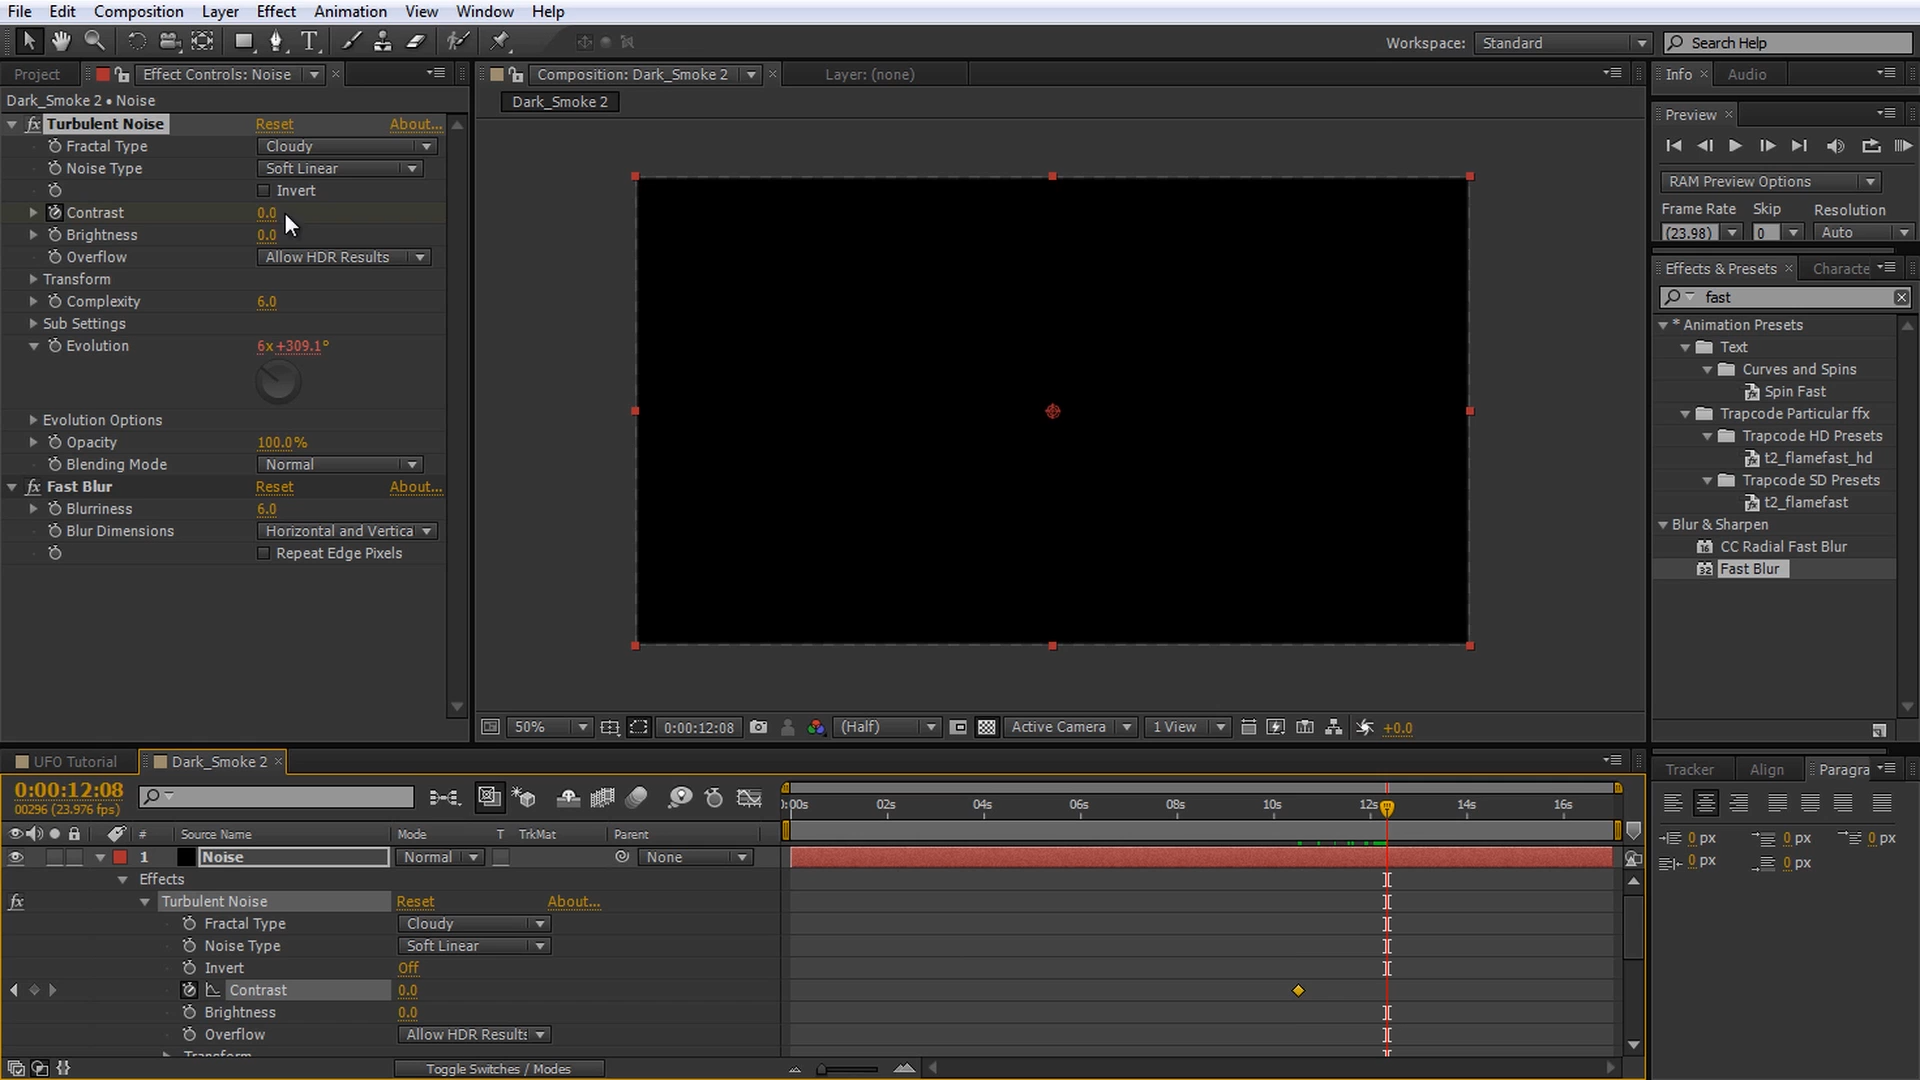 File Edit Composition Layer Effect Animation View Window Help
Workspace: Standard Search Help
Project Effect Controls: Noise Composition: Dark_Smoke 2 Layer: (none) Info Audio
Dark_Smoke 2 • Noise
Dark_Smoke 2
fx Turbulent Noise Reset About...
Fractal Type Cloudy
Noise Type Soft Linear
Invert
Contrast 0.0
Brightness 0.0
Overflow Allow HDR Results
Transform
Complexity 6.0
Sub Settings
Evolution 6x+309.1°
Evolution Options
Opacity 100.0%
Blending Mode Normal
fx Fast Blur Reset About...
Blurriness 6.0
Blur Dimensions Horizontal and Vertica
Repeat Edge Pixels
Preview
RAM Preview Options
Frame Rate Skip Resolution
(23.98) 0 Auto
Effects & Presets Characte
fast
* Animation Presets
Text
Curves and Spins
Spin Fast
Trapcode Particular ffx
Trapcode HD Presets
t2_flamefast_hd
Trapcode SD Presets
t2_flamefast
Blur & Sharpen
16 CC Radial Fast Blur
32 Fast Blur
50% 0:00:12:08 (Half) Active Camera 1 View +0.0
UFO Tutorial Dark_Smoke 2
0:00:12:08
00296 (23.976 fps)
):00s 02s 04s 06s 08s 10s 12s 14s 16s
# Source Name Mode T TrkMat Parent
1 Noise Normal None
Effects
fx Turbulent Noise Reset About...
Fractal Type Cloudy
Noise Type Soft Linear
Invert Off
Contrast 0.0
Brightness 0.0
Overflow Allow HDR Results
Transform
Toggle Switches / Modes
Tracker Align Paragra
0 px 0 px 0 px
0 px 0 px